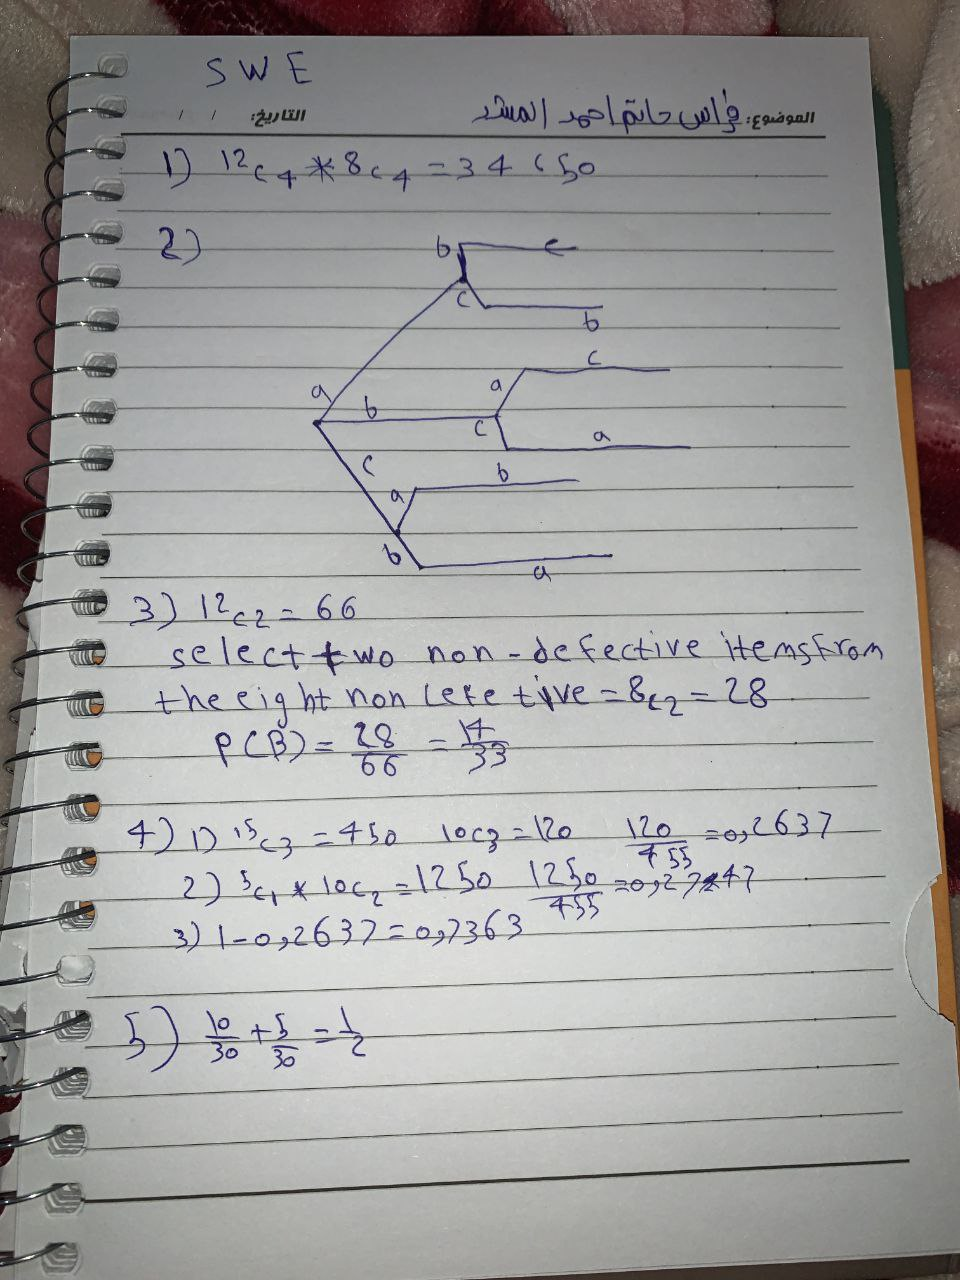 SWE
الموضوع: فراس حاتم احمد المشد التاريخ: / /
1) 12C4 * 8C4 = 34650
2)
b c
c
b
c
a
a b
c
a
c
b
a
b
a
3) 12C2 = 66
select two non-defective items from
the eight non = 8C2 = 28
P(B) = 28/66 = 14/33
4) 1) 15C3 = 450 10C3 = 120 120/455 = 0,2637
2) 5C1 * 10C2 = 1250 1250/455 = 0,2747
3) 1-0,2637 = 0,7363
5) 10/30 + 5/30 = 1/2